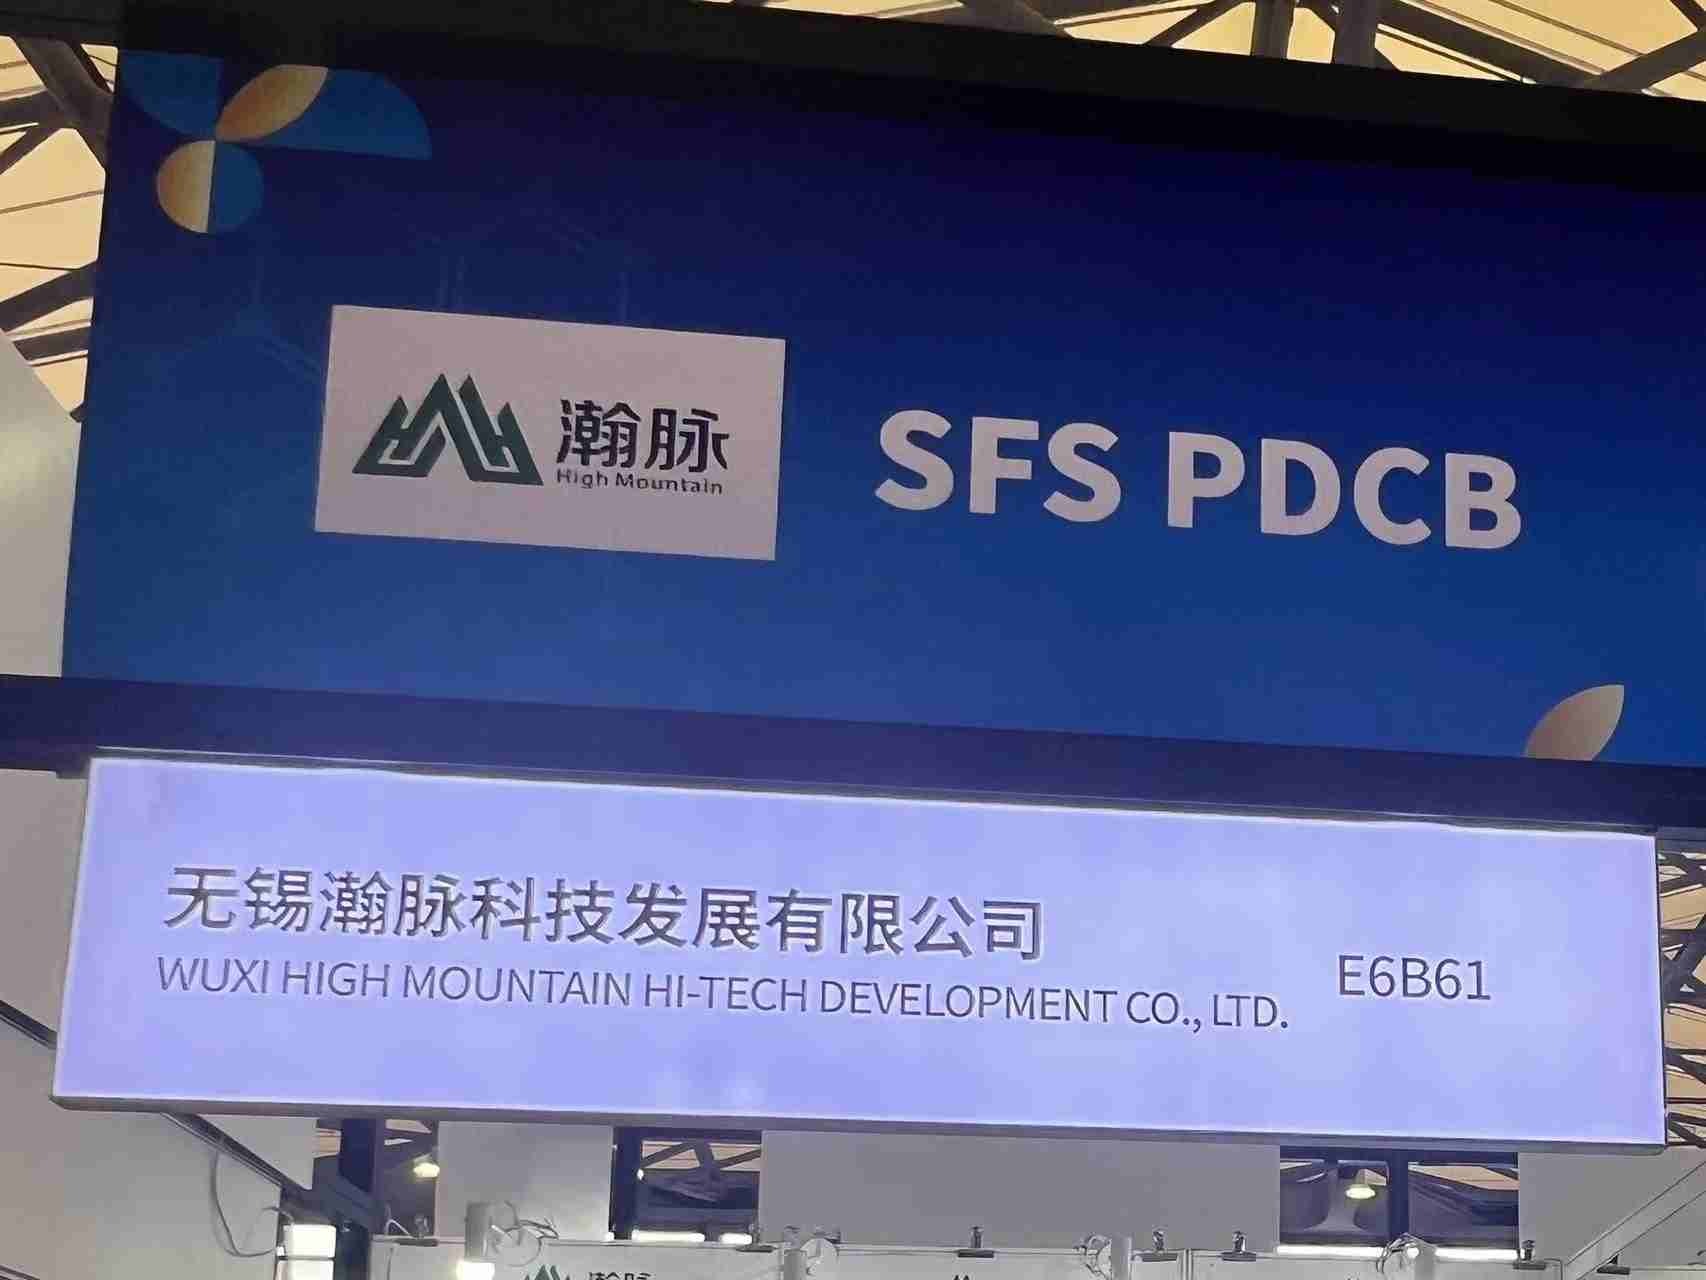 瀚脉
High Mountain
SFS PDCB
无锡瀚脉科技发展有限公司
WUXI HIGH MOUNTAIN HI-TECH DEVELOPMENT CO., LTD.
E6B61